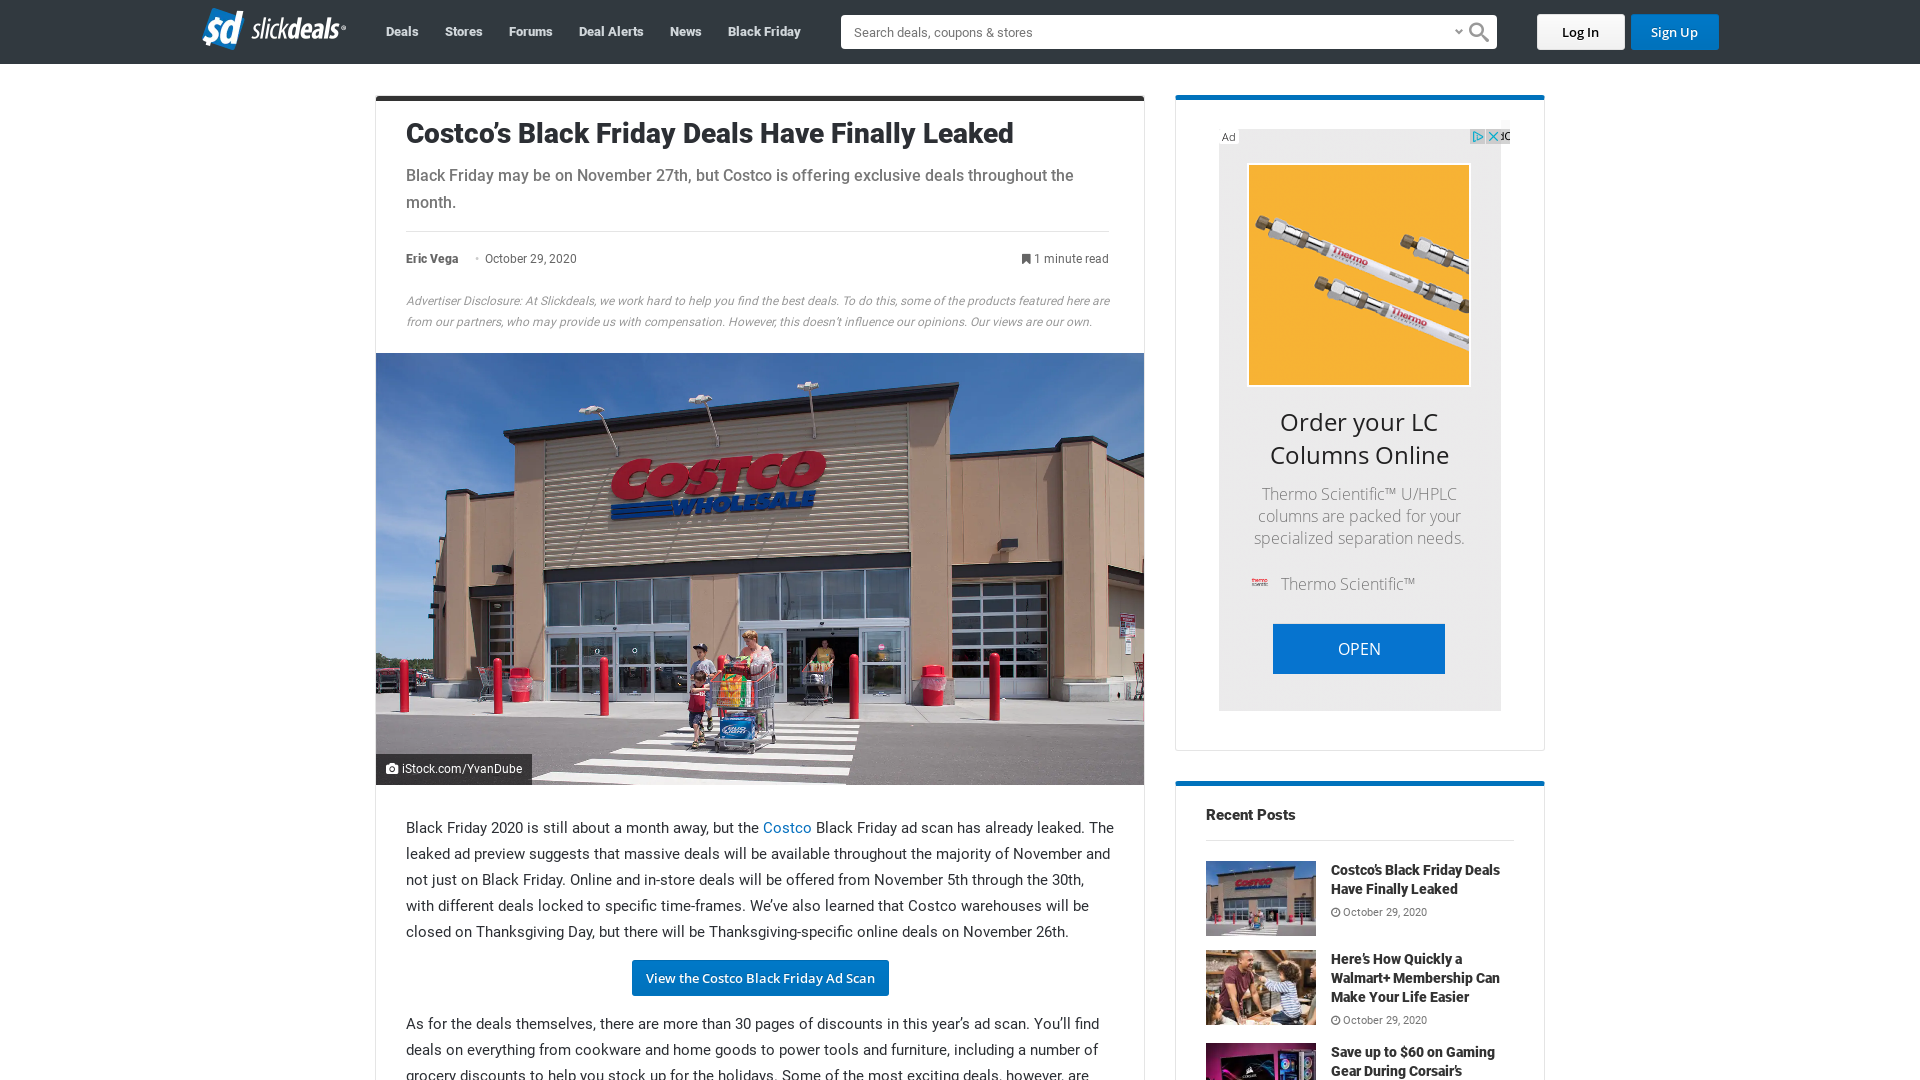 sd slickdeals®
Deals Stores Forums Deal Alerts News Black Friday
Search deals, coupons & stores
Log In
Sign Up
Costco’s Black Friday Deals Have Finally Leaked
Black Friday may be on November 27th, but Costco is offering exclusive deals throughout the
month.
Eric Vega • October 29, 2020
1 minute read
Advertiser Disclosure: At Slickdeals, we work hard to help you find the best deals. To do this, some of the products featured here are
from our partners, who may provide us with compensation. However, this doesn’t influence our opinions. Our views are our own.
COSTCO
WHOLESALE
iStock.com/YvanDube
Black Friday 2020 is still about a month away, but the Costco Black Friday ad scan has already leaked. The
leaked ad preview suggests that massive deals will be available throughout the majority of November and
not just on Black Friday. Online and in-store deals will be offered from November 5th through the 30th,
with different deals locked to specific time-frames. We’ve also learned that Costco warehouses will be
closed on Thanksgiving Day, but there will be Thanksgiving-specific online deals on November 26th.
View the Costco Black Friday Ad Scan
As for the deals themselves, there are more than 30 pages of discounts in this year’s ad scan. You’ll find
deals on everything from cookware and home goods to power tools and furniture, including a number of
grocery discounts to help you stock up for the holidays. Some of the most exciting deals, however, are
Ad
Thermo
Thermo
Order your LC
Columns Online
Thermo Scientific™ U/HPLC
columns are packed for your
specialized separation needs.
Thermo Scientific™
OPEN
Recent Posts
Costco’s Black Friday Deals
Have Finally Leaked
October 29, 2020
Here’s How Quickly a
Walmart+ Membership Can
Make Your Life Easier
October 29, 2020
Save up to $60 on Gaming
Gear During Corsair’s